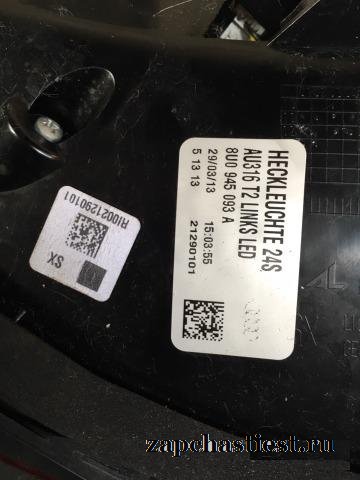 HECKLEUCHTE 24S
AU316 T2 LINKS LED
8U0 945 093 A
29/03/13 15:03:55
5 13 13 21290101
SX
AI0021290101
zapchastiest.ru